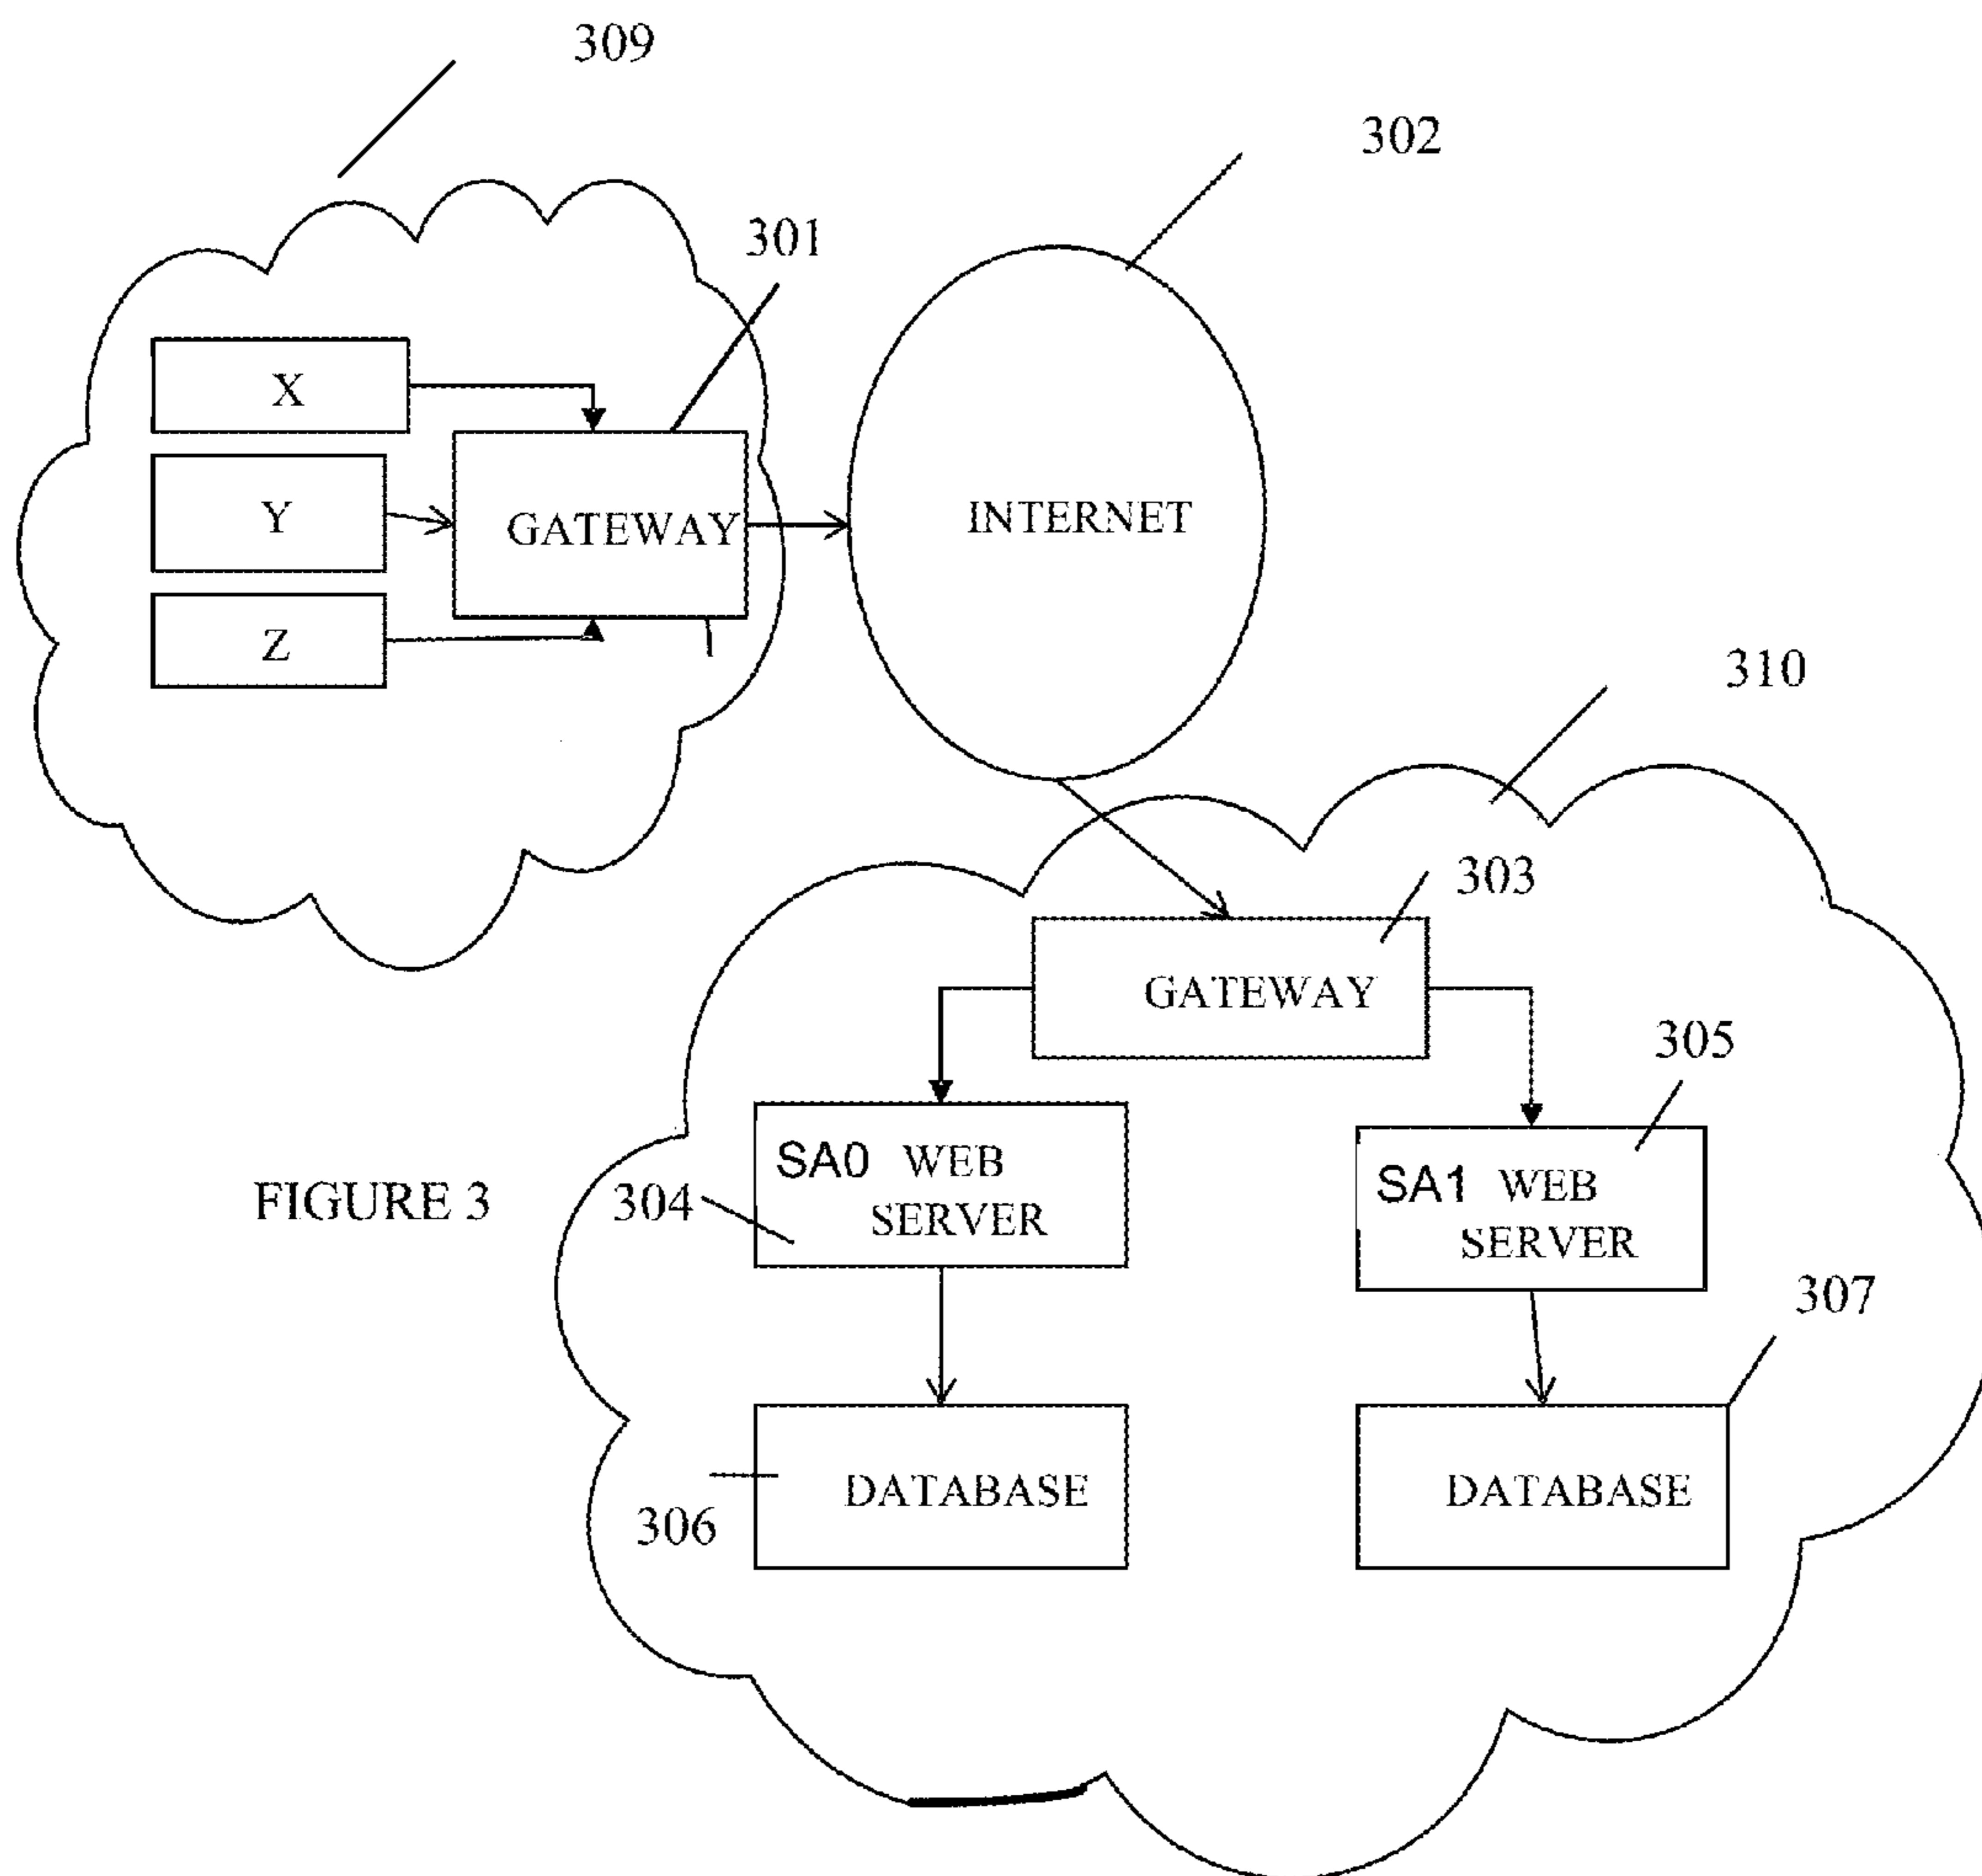 309
302
301
X
Y
GATEWAY
INTERNET
Z
310
303
GATEWAY
305
SA0 WEB
SERVER
304
SA1 WEB
SERVER
FIGURE 3
307
DATABASE
306
DATABASE